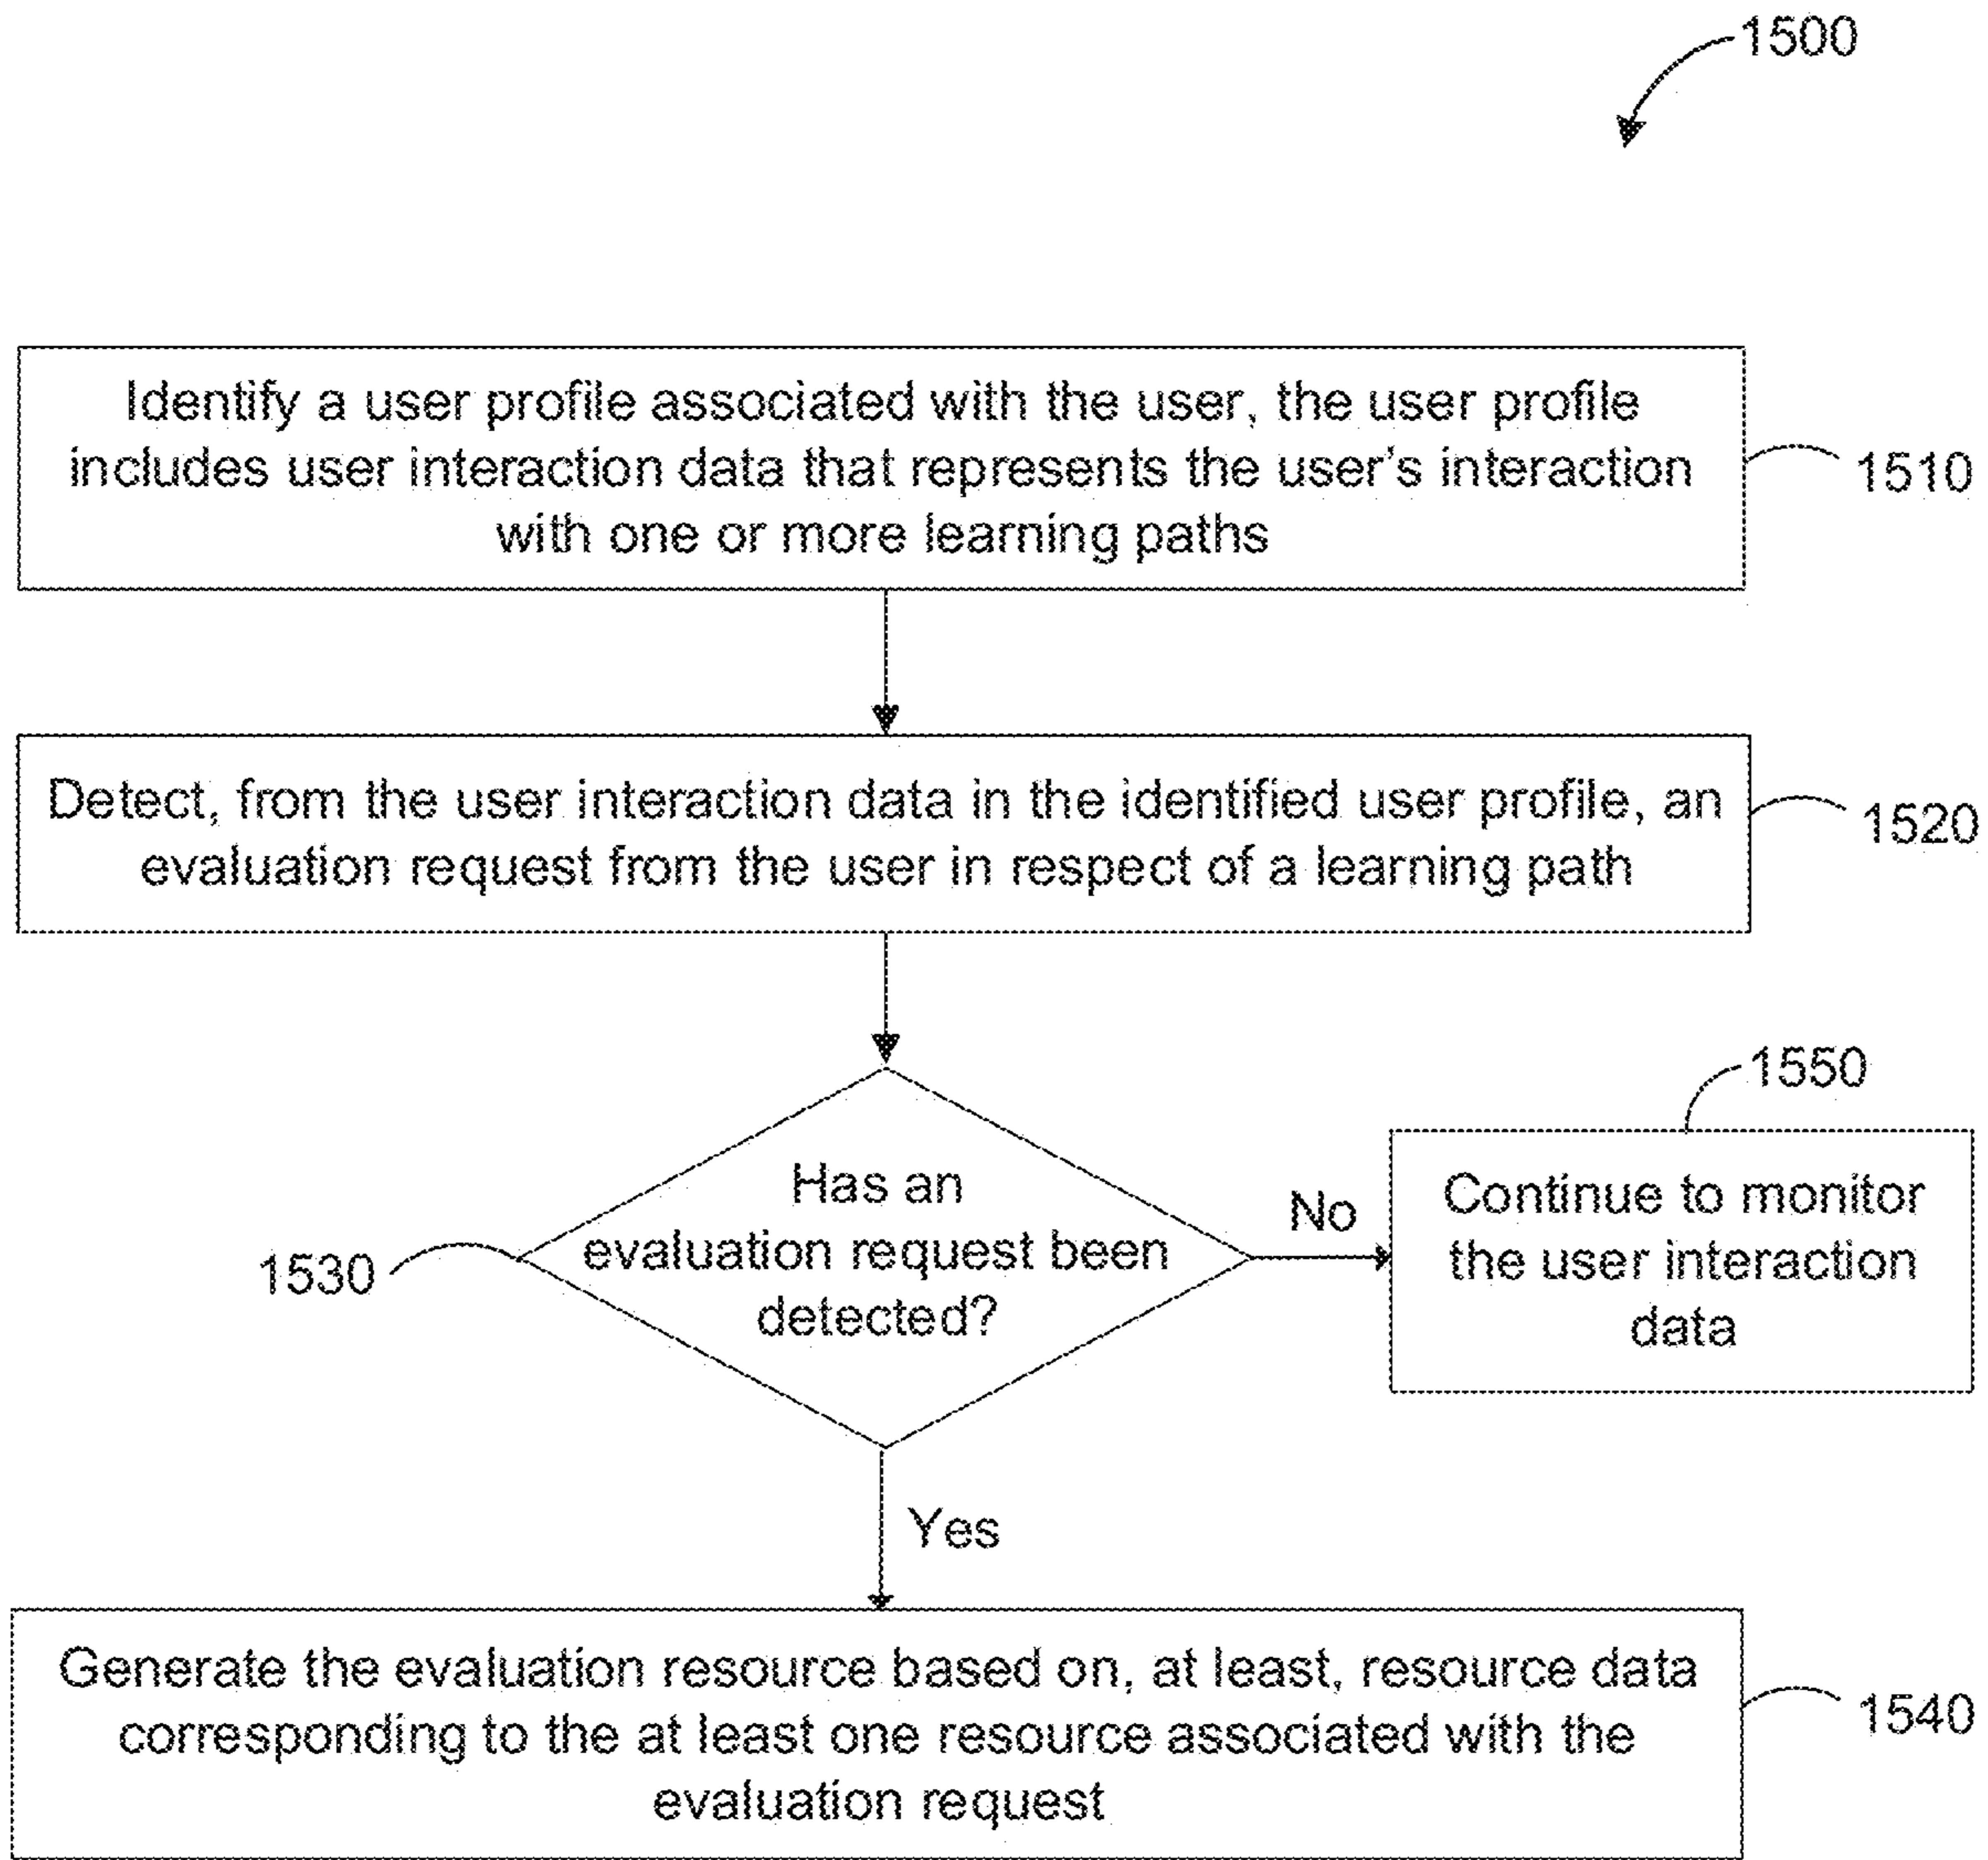 1500
Identify a user profile associated with the user, the user profile
includes user interaction data that represents the user's interaction
with one or more learning paths
1510
Detect, from the user interaction data in the identified user profile, an
evaluation request from the user in respect of a learning path
1520
Has an
evaluation request been
detected?
1530
No
1550
Continue to monitor
the user interaction
data
Yes
Generate the evaluation resource based on, at least, resource data
corresponding to the at least one resource associated with the
evaluation request
1540